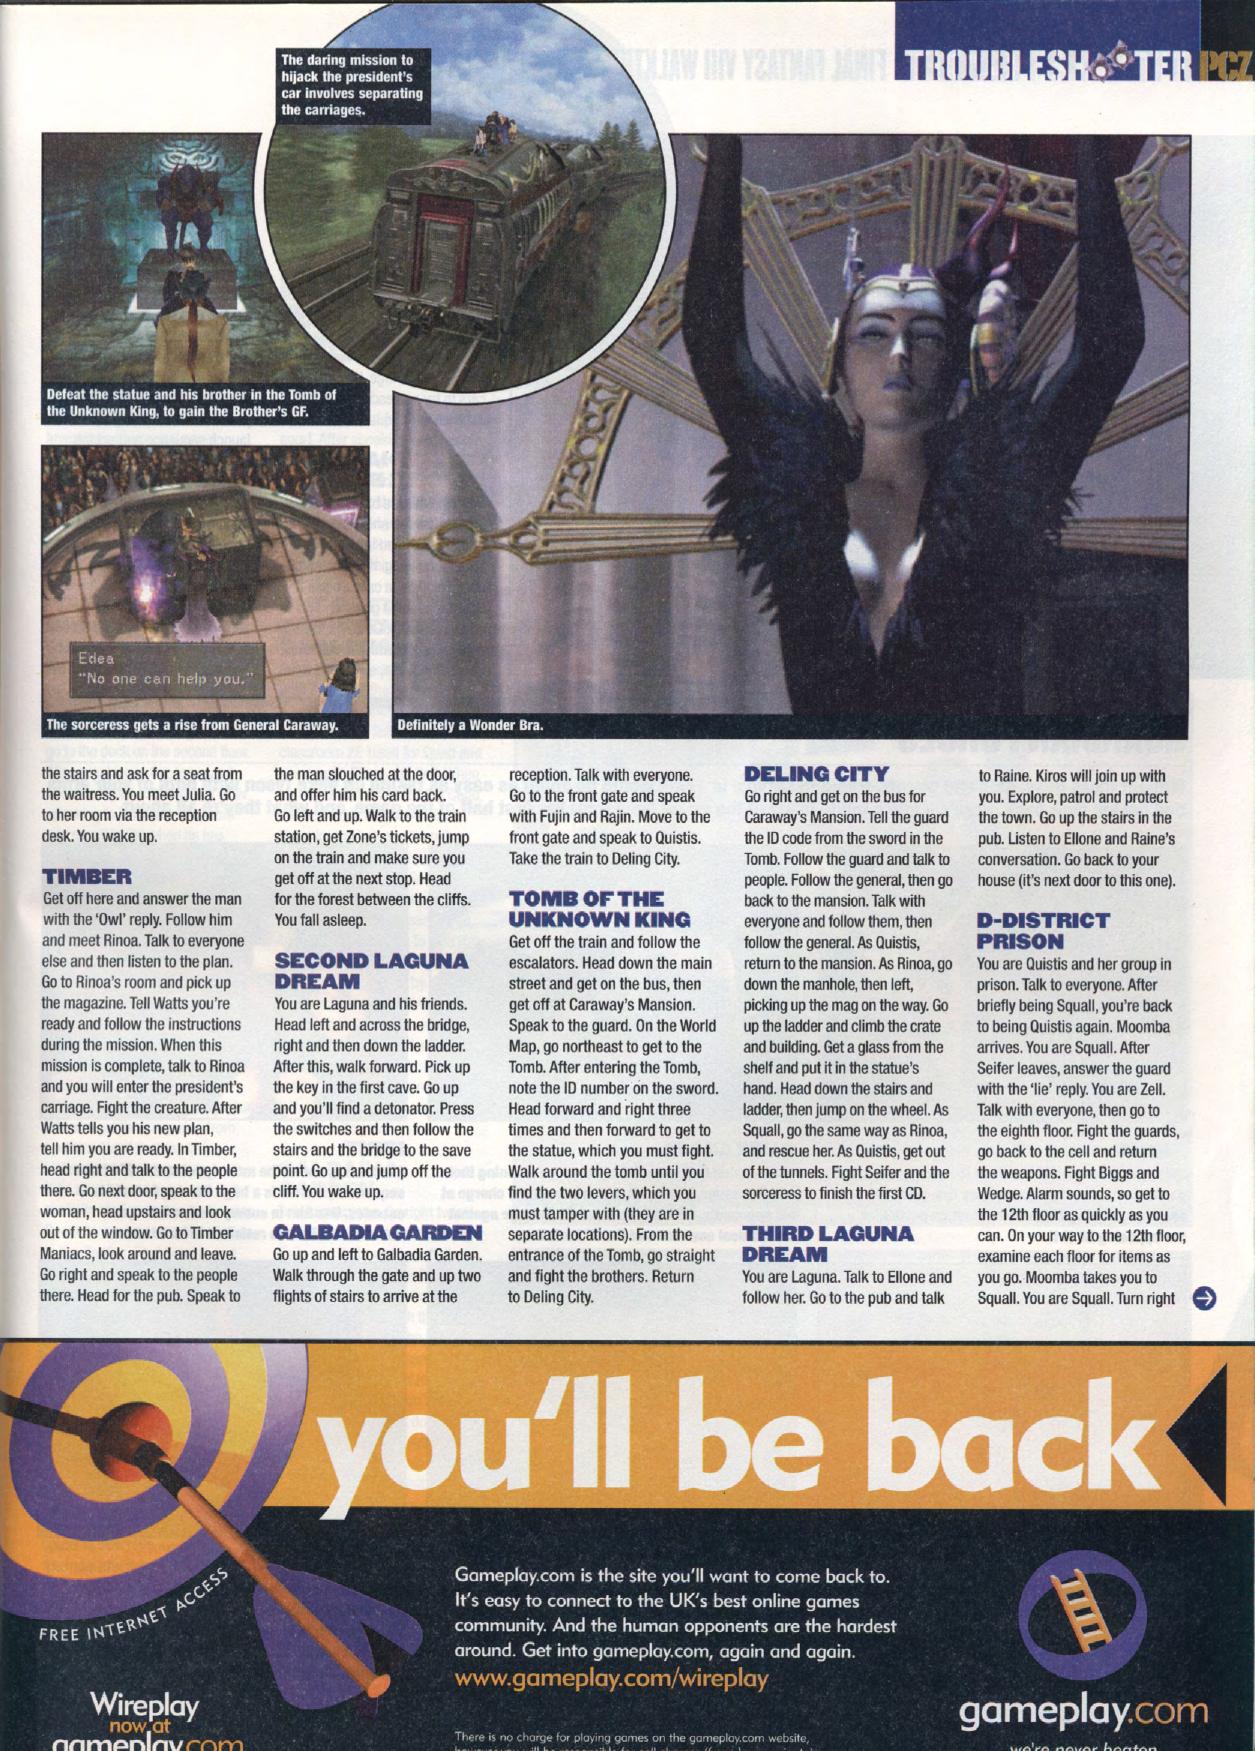 TROUBLESHOOTER PCZ
The daring mission to
hijack the president's
car involves separating
the carriages.
Defeat the statue and his brother in the Tomb of
the Unknown King, to gain the Brother's GF.
Edea
"No one can help you."
The sorceress gets a rise from General Caraway.
Definitely a Wonder Bra.
the stairs and ask for a seat from
the waitress. You meet Julia. Go
to her room via the reception
desk. You wake up.
TIMBER
Get off here and answer the man
with the 'Owl' reply. Follow him
and meet Rinoa. Talk to everyone
else and then listen to the plan.
Go to Rinoa's room and pick up
the magazine. Tell Watts you're
ready and follow the instructions
during the mission. When this
mission is complete, talk to Rinoa
and you will enter the president's
carriage. Fight the creature. After
Watts tells you his new plan,
tell him you are ready. In Timber,
head right and talk to the people
there. Go next door, speak to the
woman, head upstairs and look
out of the window. Go to Timber
Maniacs, look around and leave.
Go right and speak to the people
there. Head for the pub. Speak to
the man slouched at the door,
and offer him his card back.
Go left and up. Walk to the train
station, get Zone's tickets, jump
on the train and make sure you
get off at the next stop. Head
for the forest between the cliffs.
You fall asleep.
SECOND LAGUNA
DREAM
You are Laguna and his friends.
Head left and across the bridge,
right and then down the ladder.
After this, walk forward. Pick up
the key in the first cave. Go up
and you'll find a detonator. Press
the switches and then follow the
stairs and the bridge to the save
point. Go up and jump off the
cliff. You wake up.
GALBADIA GARDEN
Go up and left to Galbadia Garden.
Walk through the gate and up two
flights of stairs to arrive at the
reception. Talk with everyone.
Go to the front gate and speak
with Fujin and Rajin. Move to the
front gate and speak to Quistis.
Take the train to Deling City.
TOMB OF THE
UNKNOWN KING
Get off the train and follow the
escalators. Head down the main
street and get on the bus, then
get off at Caraway's Mansion.
Speak to the guard. On the World
Map, go northeast to get to the
Tomb. After entering the Tomb,
note the ID number on the sword.
Head forward and right three
times and then forward to get to
the statue, which you must fight.
Walk around the tomb until you
find the two levers, which you
must tamper with (they are in
separate locations). From the
entrance of the Tomb, go straight
and fight the brothers. Return
to Deling City.
DELING CITY
Go right and get on the bus for
Caraway's Mansion. Tell the guard
the ID code from the sword in the
Tomb. Follow the guard and talk to
people. Follow the general, then go
back to the mansion. Talk with
everyone and follow them, then
follow the general. As Quistis,
return to the mansion. As Rinoa, go
down the manhole, then left,
picking up the mag on the way. Go
up the ladder and climb the crate
and building. Get a glass from the
shelf and put it in the statue's
hand. Head down the stairs and
ladder, then jump on the wheel. As
Squall, go the same way as Rinoa,
and rescue her. As Quistis, get out
of the tunnels. Fight Seifer and the
sorceress to finish the first CD.
THIRD LAGUNA
DREAM
You are Laguna. Talk to Ellone and
follow her. Go to the pub and talk
to Raine. Kiros will join up with
you. Explore, patrol and protect
the town. Go up the stairs in the
pub. Listen to Ellone and Raine's
conversation. Go back to your
house (it's next door to this one).
D-DISTRICT
PRISON
You are Quistis and her group in
prison. Talk to everyone. After
briefly being Squall, you're back
to being Quistis again. Moomba
arrives. You are Squall. After
Seifer leaves, answer the guard
with the 'lie' reply. You are Zell.
Talk with everyone, then go to
the eighth floor. Fight the guards,
go back to the cell and return
the weapons. Fight Biggs and
Wedge. Alarm sounds, so get to
the 12th floor as quickly as you
can. On your way to the 12th floor,
examine each floor for items as
you go. Moomba takes you to
Squall. You are Squall. Turn right
you'll be back
FREE INTERNET ACCESS
Wireplay
now at
gameplay.com
Gameplay.com is the site you'll want to come back to.
It's easy to connect to the UK's best online games
community. And the human opponents are the hardest
around. Get into gameplay.com, again and again.
www.gameplay.com/wireplay
There is no charge for playing games on the gameplay.com website,
gameplay.com
we're never beaten